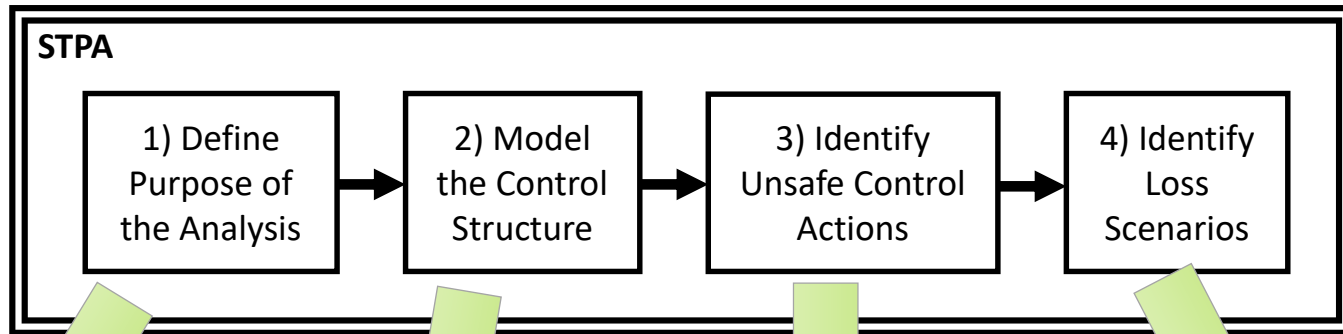 STPA
1) Define
Purpose of
the Analysis
2) Model
the Control
Structure
3) Identify
Unsafe Control
Actions
4) Identify
Loss
Scenarios